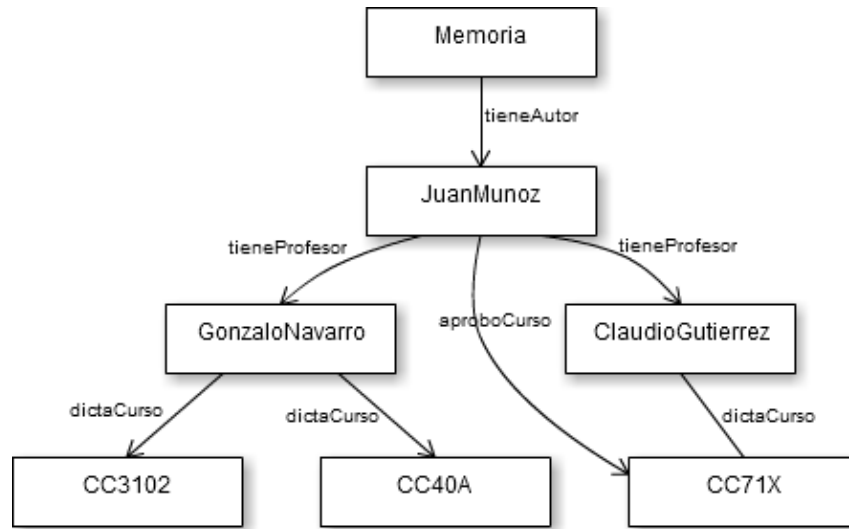 Memoria
tieneAutor
JuanMunoz
tieneProfesor
tieneProfesor
GonzaloNavarro
aproboCurso
ClaudioGutierrez
dictaCurso
dictaCurso
dictaCurso
CC3102
CC40A
CC71X